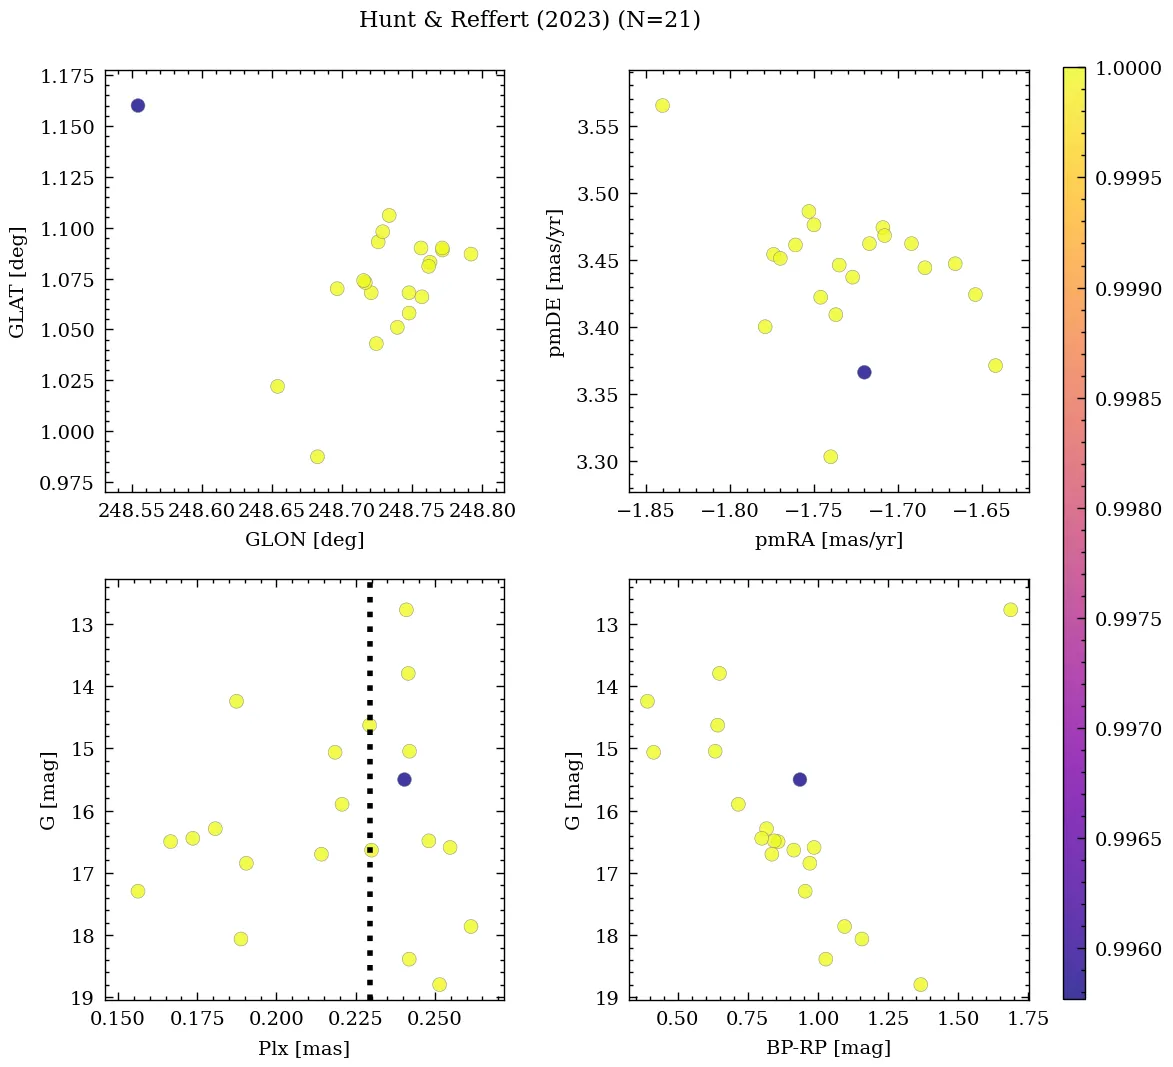 Hunt & Reffert (2023) (N=21)
1.175
1.150
1.125
1.100
1.075
1.050
1.025
1.000
0.975
GLAT [deg]
248.55 248.60 248.65 248.70 248.75 248.80
GLON [deg]
3.55
3.50
3.45
3.40
3.35
3.30
pmDE [mas/yr]
−1.85 −1.80 −1.75 −1.70 −1.65
pmRA [mas/yr]
13
14
15
16
17
18
19
G [mag]
0.150 0.175 0.200 0.225 0.250
Plx [mas]
13
14
15
16
17
18
19
G [mag]
0.50 0.75 1.00 1.25 1.50 1.75
BP-RP [mag]
1.0000
0.9995
0.9990
0.9985
0.9980
0.9975
0.9970
0.9965
0.9960